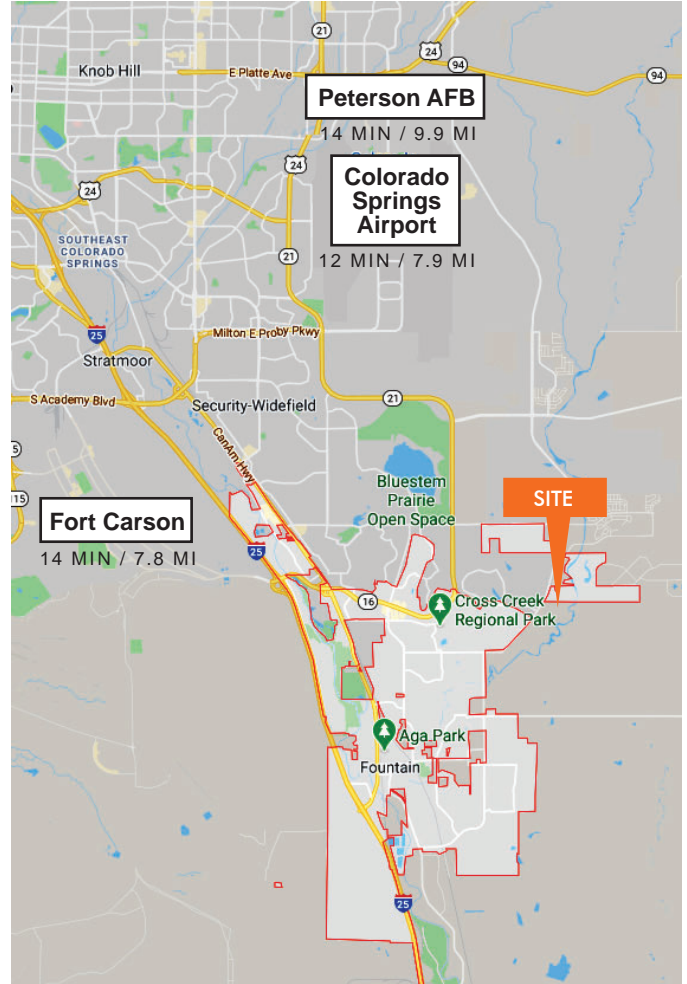 21
24
94
94
Knob Hill
E Platte Ave
Peterson AFB
14 MIN / 9.9 MI
24
Colorado
Springs
Airport
12 MIN / 7.9 MI
24
SOUTHEAST
COLORADO
SPRINGS
21
25
Milton E Proby Pkwy
Stratmoor
S Academy Blvd
Security-Widefield
21
CanAm Hwy
115
Bluestem
Prairie
Open Space
SITE
Fort Carson
14 MIN / 7.8 MI
25
16
Cross Creek
Regional Park
Aga Park
Fountain
25